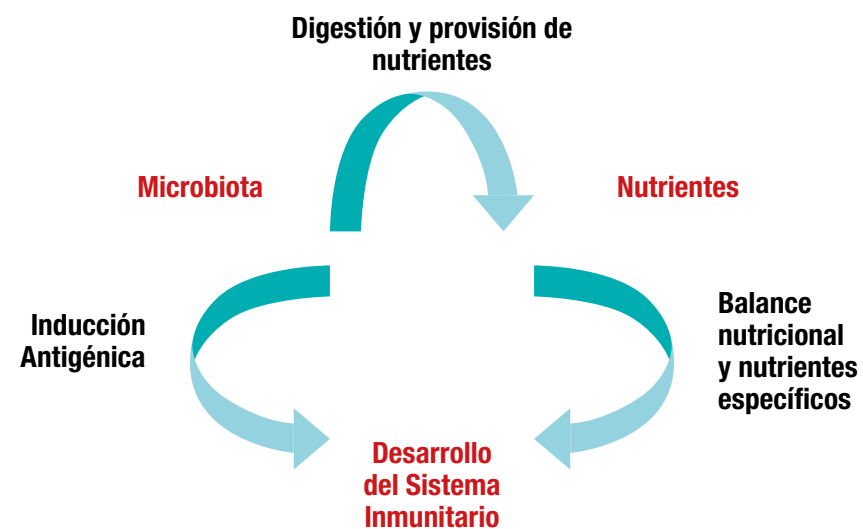 Digestión y provisión de
nutrientes
Microbiota
Nutrientes
Inducción
Antigénica
Balance
nutricional
y nutrientes
específicos
Desarrollo
del Sistema
Inmunitario